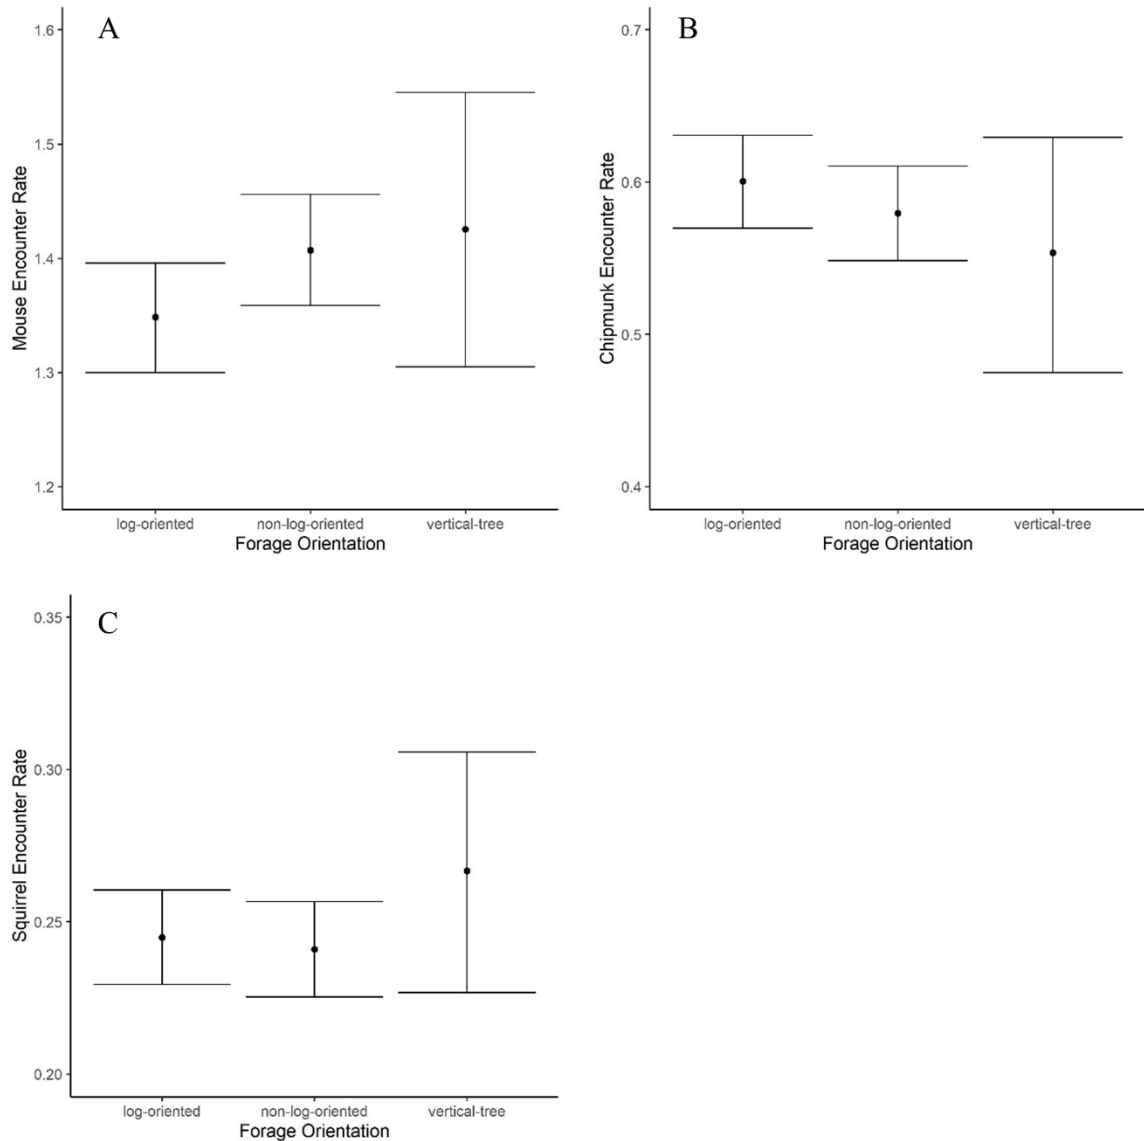 A
Mouse Encounter Rate
1.6
1.5
1.4
1.3
1.2
log-oriented
non-log-oriented
vertical-tree
Forage Orientation
B
Chipmunk Encounter Rate
0.7
0.6
0.5
0.4
log-oriented
non-log-oriented
vertical-tree
Forage Orientation
C
Squirrel Encounter Rate
0.35
0.30
0.25
0.20
log-oriented
non-log-oriented
vertical-tree
Forage Orientation